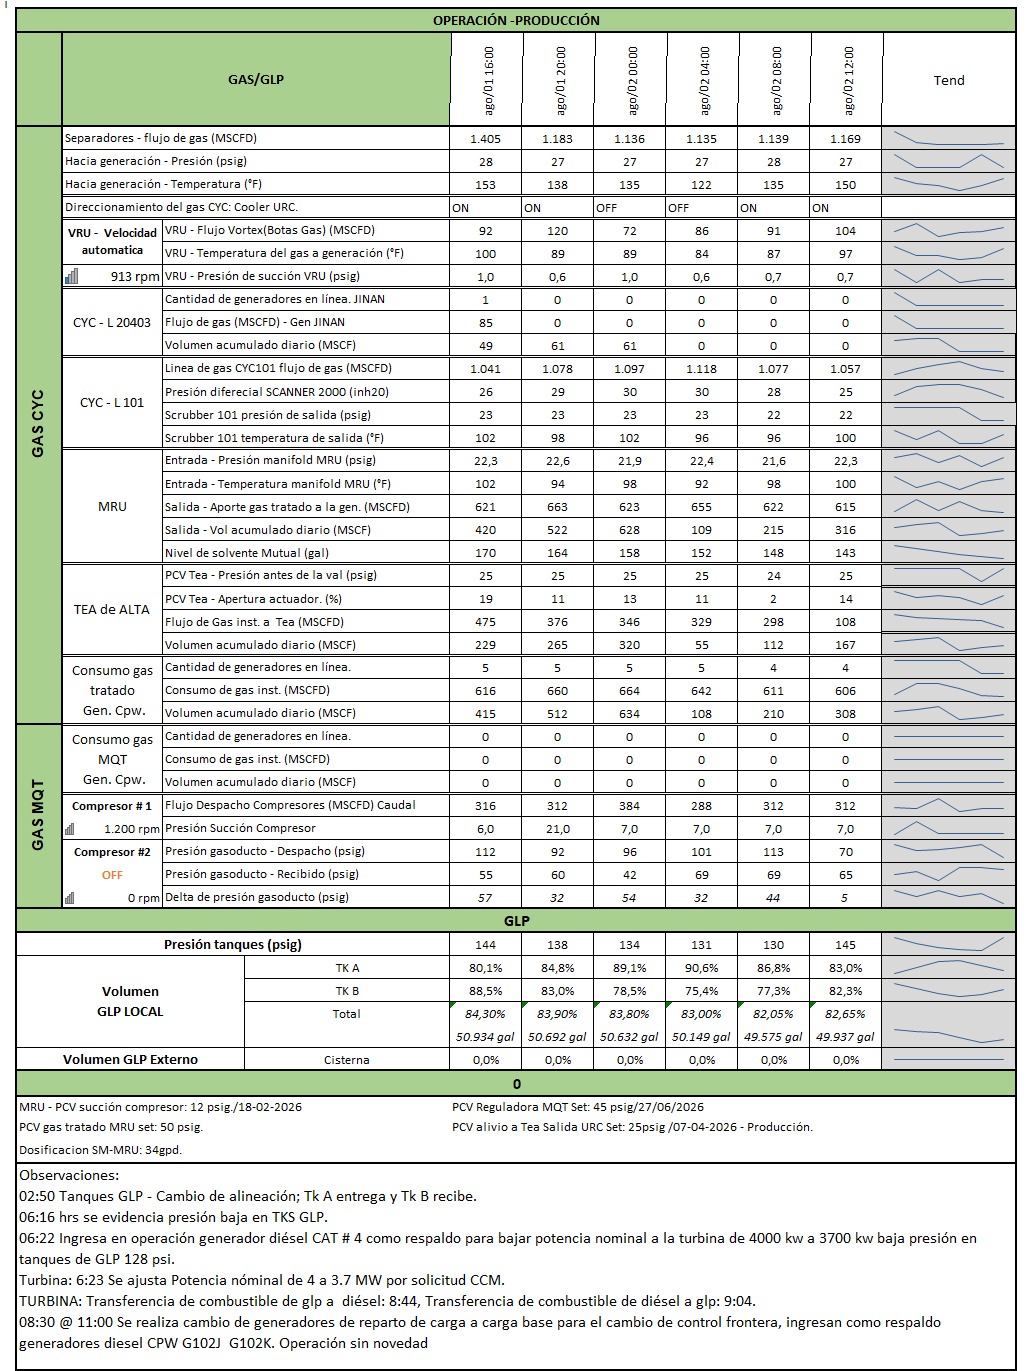 OPERACIÓN -PRODUCCIÓN
GAS/GLP ago/01 16:00 ago/01 20:00 ago/02 00:00 ago/02 04:00 ago/02 08:00 ago/02 12:00 Tend
GAS CYC
Separadores - flujo de gas (MSCFD) 1.405 1.183 1.136 1.135 1.139 1.169
Hacia generación - Presión (psig) 28 27 27 27 28 27
Hacia generación - Temperatura (°F) 153 138 135 122 135 150
Direccionamiento del gas CYC: Cooler URC. ON ON OFF OFF ON ON
VRU - Velocidad automatica
913 rpm
VRU - Flujo Vortex(Botas Gas) (MSCFD) 92 120 72 86 91 104
VRU - Temperatura del gas a generación (°F) 100 89 89 84 87 97
VRU - Presión de succión VRU (psig) 1,0 0,6 1,0 0,6 0,7 0,7
CYC - L 20403
Cantidad de generadores en línea. JINAN 1 0 0 0 0 0
Flujo de gas (MSCFD) - Gen JINAN 85 0 0 0 0 0
Volumen acumulado diario (MSCF) 49 61 61 0 0 0
CYC - L 101
Linea de gas CYC101 flujo de gas (MSCFD) 1.041 1.078 1.097 1.118 1.077 1.057
Presión diferecial SCANNER 2000 (inh20) 26 29 30 30 28 25
Scrubber 101 presión de salida (psig) 23 23 23 23 22 22
Scrubber 101 temperatura de salida (°F) 102 98 102 96 96 100
MRU
Entrada - Presión manifold MRU (psig) 22,3 22,6 21,9 22,4 21,6 22,3
Entrada - Temperatura manifold MRU (°F) 102 94 98 92 98 100
Salida - Aporte gas tratado a la gen. (MSCFD) 621 663 623 655 622 615
Salida - Vol acumulado diario (MSCF) 420 522 628 109 215 316
Nivel de solvente Mutual (gal) 170 164 158 152 148 143
TEA de ALTA
PCV Tea - Presión antes de la val (psig) 25 25 25 25 24 25
PCV Tea - Apertura actuador. (%) 19 11 13 11 2 14
Flujo de Gas inst. a Tea (MSCFD) 475 376 346 329 298 108
Volumen acumulado diario (MSCF) 229 265 320 55 112 167
Consumo gas
tratado
Gen. Cpw.
Cantidad de generadores en línea. 5 5 5 5 4 4
Consumo de gas inst. (MSCFD) 616 660 664 642 611 606
Volumen acumulado diario (MSCF) 415 512 634 108 210 308
GAS MQT
Consumo gas
MQT
Gen. Cpw.
Cantidad de generadores en línea. 0 0 0 0 0 0
Consumo de gas inst. (MSCFD) 0 0 0 0 0 0
Volumen acumulado diario (MSCF) 0 0 0 0 0 0
Compresor # 1
1.200 rpm
Flujo Despacho Compresores (MSCFD) Caudal 316 312 384 288 312 312
Presión Succión Compresor 6,0 21,0 7,0 7,0 7,0 7,0
Compresor #2
OFF
0 rpm
Presión gasoducto - Despacho (psig) 112 92 96 101 113 70
Presión gasoducto - Recibido (psig) 55 60 42 69 69 65
Delta de presión gasoducto (psig) 57 32 54 32 44 5
GLP
Presión tanques (psig) 144 138 134 131 130 145
Volumen
GLP LOCAL
TK A 80,1% 84,8% 89,1% 90,6% 86,8% 83,0%
TK B 88,5% 83,0% 78,5% 75,4% 77,3% 82,3%
Total 84,30% 83,90% 83,80% 83,00% 82,05% 82,65%
50.934 gal 50.692 gal 50.632 gal 50.149 gal 49.575 gal 49.937 gal
Volumen GLP Externo Cisterna 0,0% 0,0% 0,0% 0,0% 0,0% 0,0%
0
MRU - PCV succión compresor: 12 psig./18-02-2026 PCV Reguladora MQT Set: 45 psig/27/06/2026
PCV gas tratado MRU set: 50 psig. PCV alivio a Tea Salida URC Set: 25psig /07-04-2026 - Producción.
Dosificacion SM-MRU: 34gpd.
Observaciones:
02:50 Tanques GLP - Cambio de alineación; Tk A entrega y Tk B recibe.
06:16 hrs se evidencia presión baja en TKS GLP.
06:22 Ingresa en operación generador diésel CAT # 4 como respaldo para bajar potencia nominal a la turbina de 4000 kw a 3700 kw baja presión en
tanques de GLP 128 psi.
Turbina: 6:23 Se ajusta Potencia nóminal de 4 a 3.7 MW por solicitud CCM.
TURBINA: Transferencia de combustible de glp a diésel: 8:44, Transferencia de combustible de diésel a glp: 9:04.
08:30 @ 11:00 Se realiza cambio de generadores de reparto de carga a carga base para el cambio de control frontera, ingresan como respaldo
generadores diesel CPW G102J G102K. Operación sin novedad